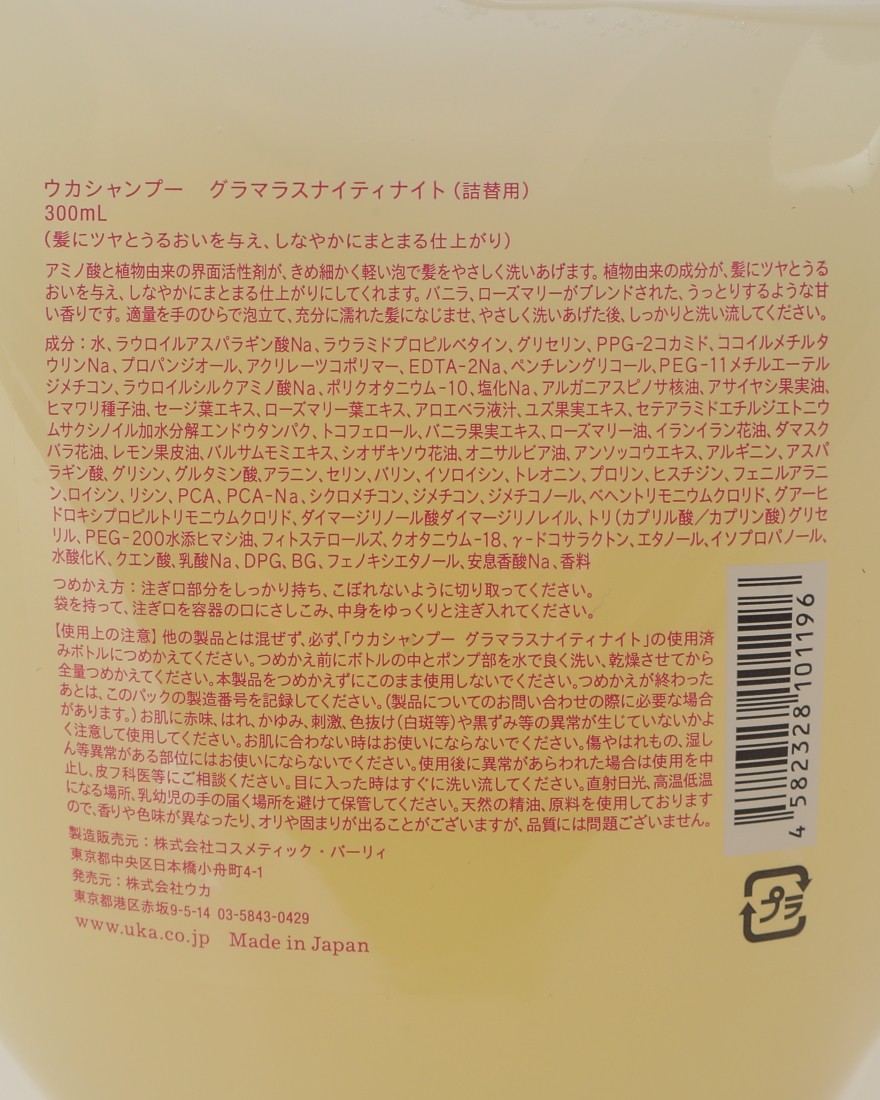 ウカシャンプー　グラマラスナイティナイト（詰替用）
300mL
（髪にツヤとうるおいを与え、しなやかにまとまる仕上がり）
アミノ酸と植物由来の界面活性剤が、きめ細かく軽い泡で髪をやさしく洗いあげます。植物由来の成分が、髪にツヤとうる
おいを与え、しなやかにまとまる仕上がりにしてくれます。バニラ、ローズマリーがブレンドされた、うっとりするような甘
い香りです。適量を手のひらで泡立て、充分に濡れた髪になじませ、やさしく洗いあげた後、しっかりと洗い流してください。
成分：水、ラウロイルアスパラギン酸Na、ラウラミドプロピルベタイン、グリセリン、PPG-2コカミド、ココイルメチルタ
ウリンNa、プロパンジオール、アクリレーツコポリマー、EDTA-2Na、ペンチレングリコール、PEG-11メチルエーテル
ジメチコン、ラウロイルシルクアミノ酸Na、ポリクオタニウム-10、塩化Na、アルガニアスピノサ核油、アサイヤシ果実油、
ヒマワリ種子油、セージ葉エキス、ローズマリー葉エキス、アロエベラ液汁、ユズ果実エキス、セテアラミドエチルジエトニウ
ムサクシノイル加水分解エンドウタンパク、トコフェロール、バニラ果実エキス、ローズマリー油、イランイラン花油、ダマスク
バラ花油、レモン果皮油、バルサムモミエキス、シオザキソウ花油、オニサルビア油、アンソッコウエキス、アルギニン、アスパ
ラギン酸、グリシン、グルタミン酸、アラニン、セリン、バリン、イソロイシン、トレオニン、プロリン、ヒスチジン、フェニルアラニ
ン、ロイシン、リシン、PCA、PCA-Na、シクロメチコン、ジメチコン、ジメチコノール、ベヘントリモニウムクロリド、グアーヒ
ドロキシプロピルトリモニウムクロリド、ダイマージリノール酸ダイマージリノレイル、トリ（カプリル酸／カプリン酸）グリセ
リル、PEG-200水添ヒマシ油、フィトステロールズ、クオタニウム-18、γ-ドコサラクトン、エタノール、イソプロパノール、
水酸化K、クエン酸、乳酸Na、DPG、BG、フェノキシエタノール、安息香酸Na、香料
つめかえ方：注ぎ口部分をしっかり持ち、こぼれないように切り取ってください。
袋を持って、注ぎ口を容器の口にさしこみ、中身をゆっくりと注ぎ入れてください。
【使用上の注意】他の製品とは混ぜず、必ず、「ウカシャンプー グラマラスナイティナイト」の使用済
みボトルにつめかえてください。つめかえ前にボトルの中とポンプ部を水で良く洗い、乾燥させてから
全量つめかえてください。本製品をつめかえずにこのまま使用しないでください。つめかえが終わった
あとは、このパックの製造番号を記録してください。（製品についてのお問い合わせの際に必要な場合
があります。）お肌に赤味、はれ、かゆみ、刺激、色抜け（白斑等）や黒ずみ等の異常が生じていないかよ
く注意して使用してください。お肌に合わない時はお使いにならないでください。傷やはれもの、湿し
ん等異常がある部位にはお使いにならないでください。使用後に異常があらわれた場合は使用を中
止し、皮フ科医等にご相談ください。目に入った時はすぐに洗い流してください。直射日光、高温低温
になる場所、乳幼児の手の届く場所を避けて保管してください。天然の精油、原料を使用しております
ので、香りや色味が異なったり、オリや固まりが出ることがございますが、品質には問題ございません。
製造販売元：株式会社コスメティック・バーリィ
東京都中央区日本橋小舟町4-1
発売元：株式会社ウカ
東京都港区赤坂9-5-14 03-5843-0429
www.uka.co.jp　Made in Japan
4 582328 101196
プラ